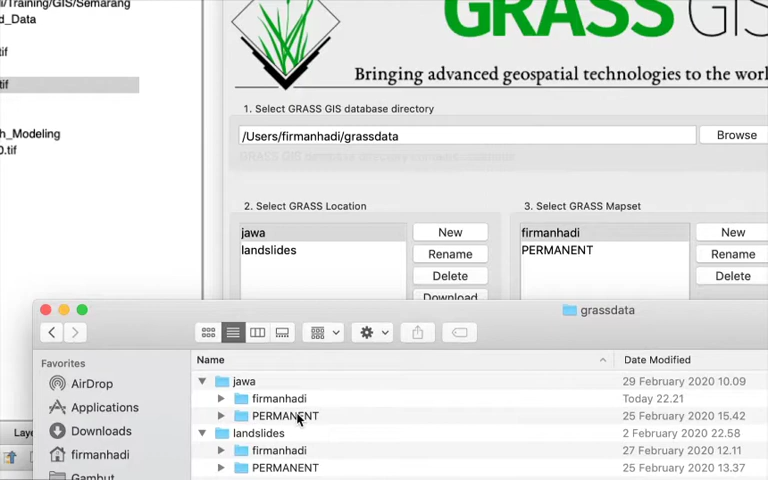 i/Training/GIS/Semarang
d_Data
tif
tif
h_Modeling
0.tif
GRASS GIS
Bringing advanced geospatial technologies to the worl
1. Select GRASS GIS database directory
/Users/firmanhadi/grassdata
Browse
2. Select GRASS Location
3. Select GRASS Mapset
jawa
landslides
New
Rename
Delete
Download
firmanhadi
PERMANENT
New
Rename
Delete
grassdata
Favorites
AirDrop
Applications
Downloads
firmanhadi
Gambut
Name
Date Modified
jawa
29 February 2020 10.09
firmanhadi
Today 22.21
PERMANENT
25 February 2020 15.42
landslides
2 February 2020 22.58
firmanhadi
27 February 2020 12.11
PERMANENT
25 February 2020 13.37
Laye